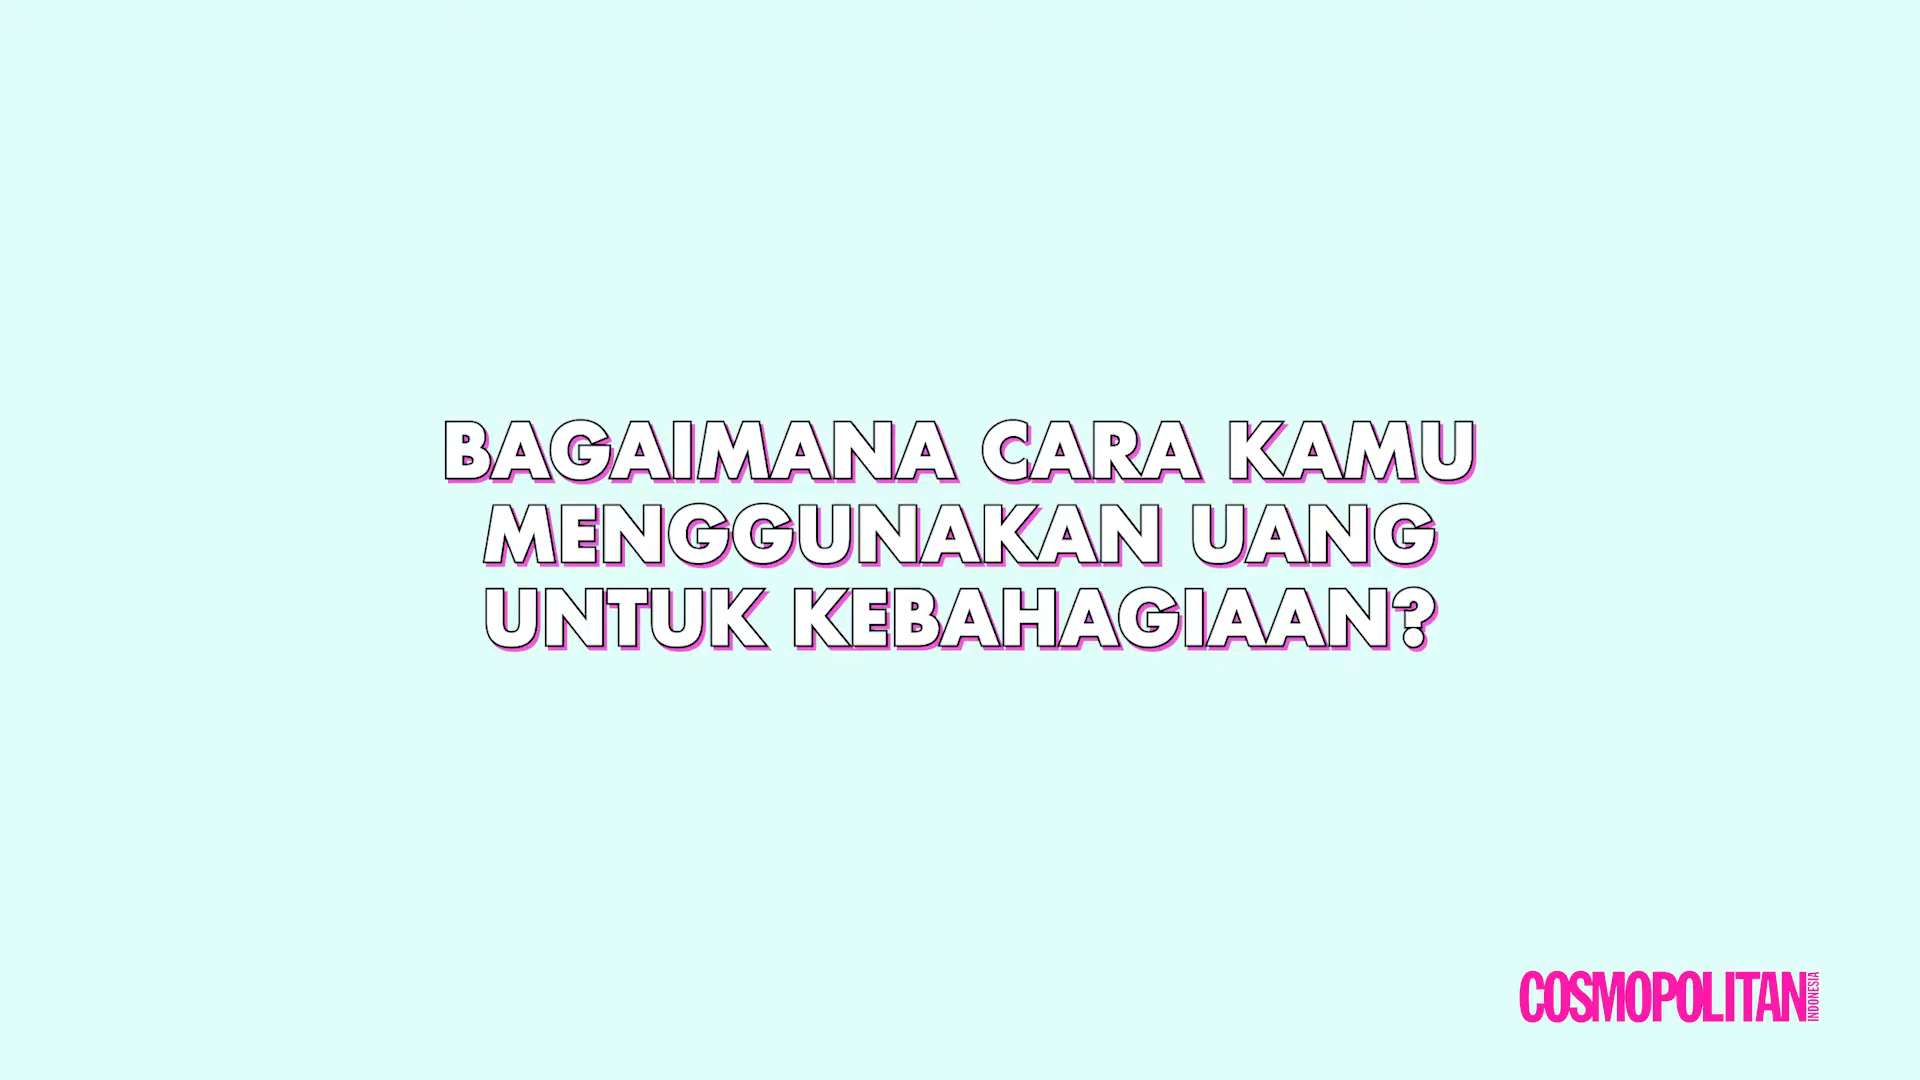 BAGAIMANA CARA KAMU
MENGGUNAKAN UANG
UNTUK KEBAHAGIAAN?
COSMOPOLITAN
INDONESIA